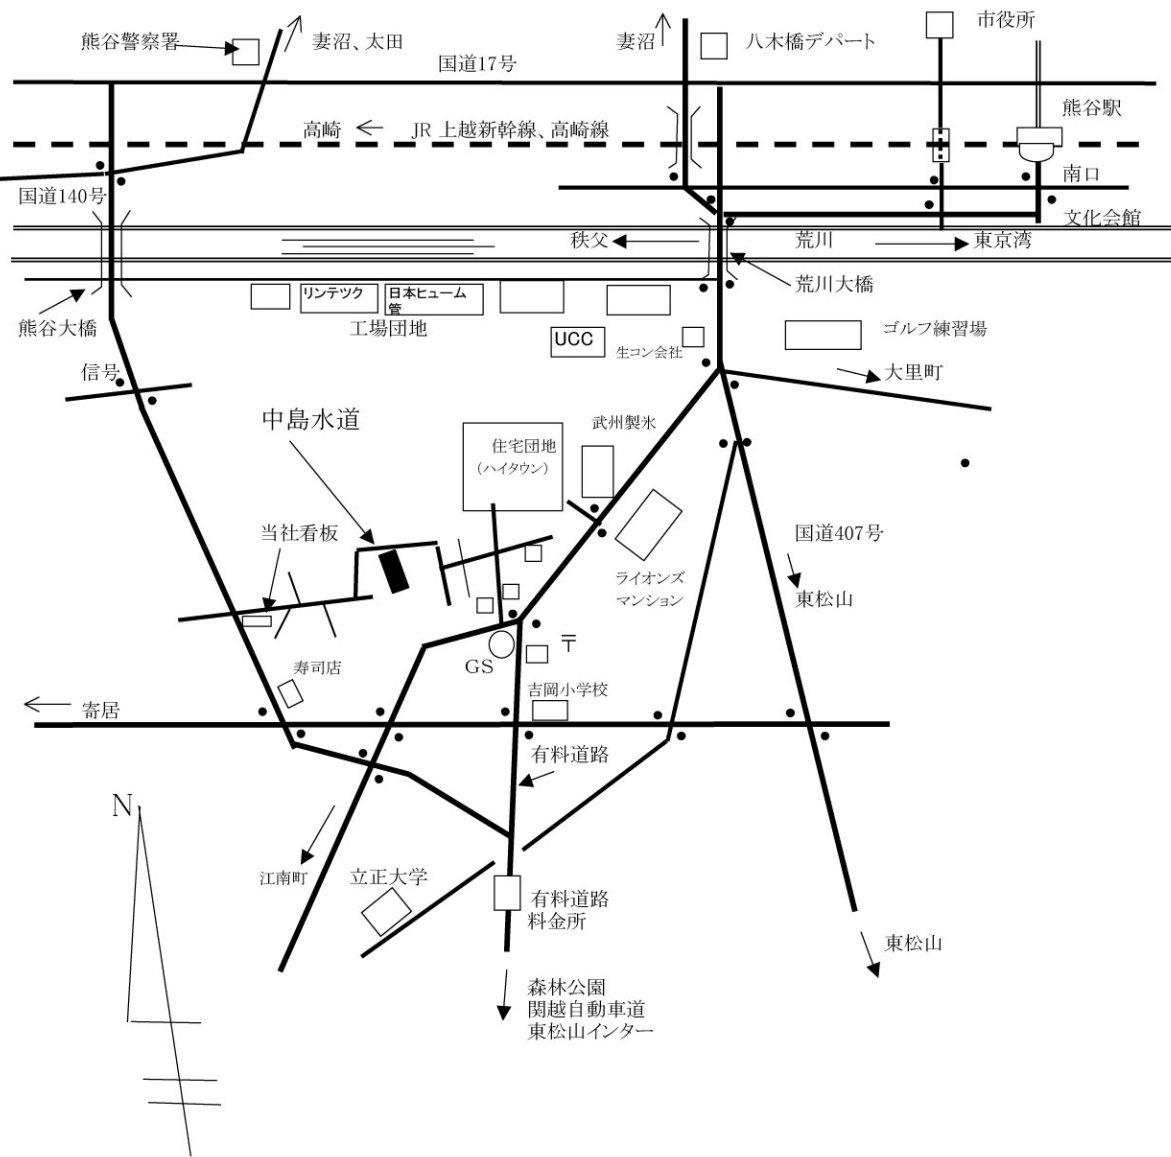 市役所
熊谷警察署
妻沼、太田
妻沼
八木橋デパート
国道17号
熊谷駅
高崎
JR 上越新幹線、高崎線
南口
国道140号
文化会館
秩父
荒川
東京湾
荒川大橋
リンテツク
日本ヒューム
管
熊谷大橋
工場団地
ゴルフ練習場
UCC
生コン会社
信号
大里町
中島水道
武州製氷
住宅団地
（ハイタウン）
当社看板
国道407号
ライオンズ
マンション
東松山
〒
寿司店
GS
吉岡小学校
寄居
有料道路
N
江南町
立正大学
有料道路
料金所
東松山
森林公園
関越自動車道
東松山インター